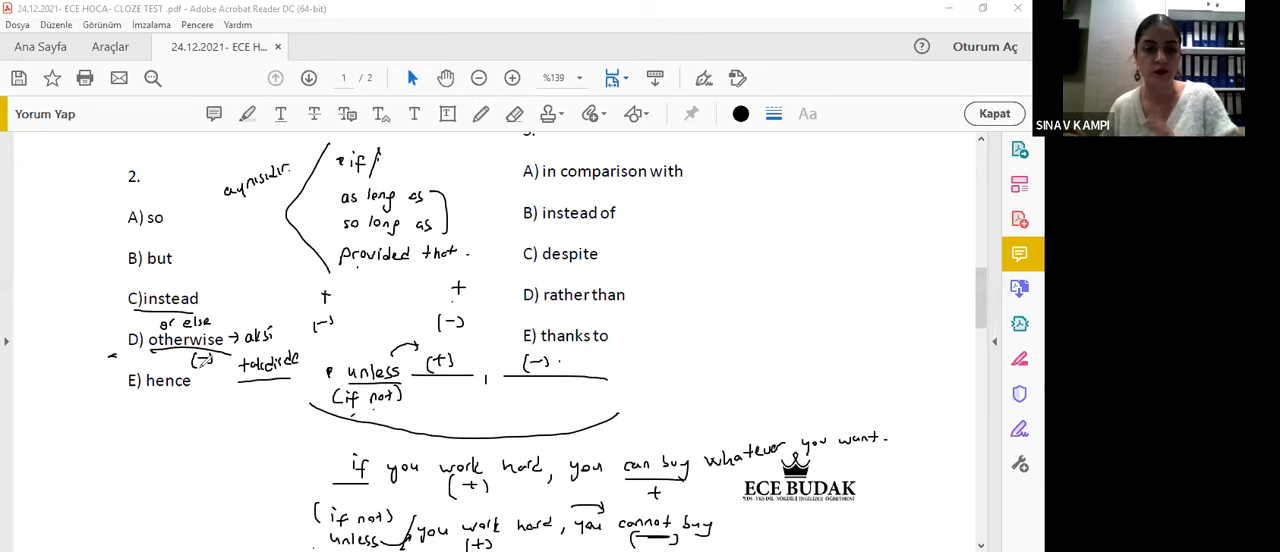 24.12.2021- ECE HOCA- CLOZE TEST .pdf - Adobe Acrobat Reader DC (64-bit)
Dosya Düzenle Görünüm İmzalama Pencere Yardım
Ana Sayfa Araçlar 24.12.2021- ECE H... × Oturum Aç
1 / 2 %139
Yorum Yap Kapat
SINAV KAMPI
2.
A) so
B) but
C)instead
or else
D) otherwise → aksi
(-) takdirde
E) hence
aynısıdır.
if /
as long as
so long as
provided that.
+ +
(-) (-)
unless (+) , (-)
(if not)
A) in comparison with
B) instead of
C) despite
D) rather than
E) thanks to
if you work hard, you can buy whatever you want.
(+) +
(if not)
unless you work hard, you cannot buy
(+)
ECE BUDAK